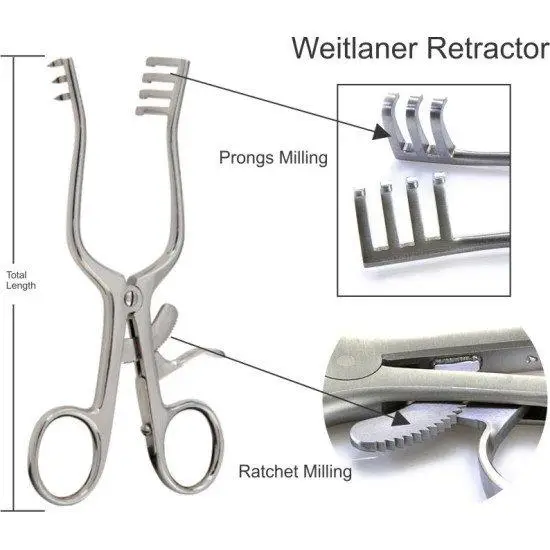 Weitlaner Retractor
Prongs Milling
Total
Length
Ratchet Milling